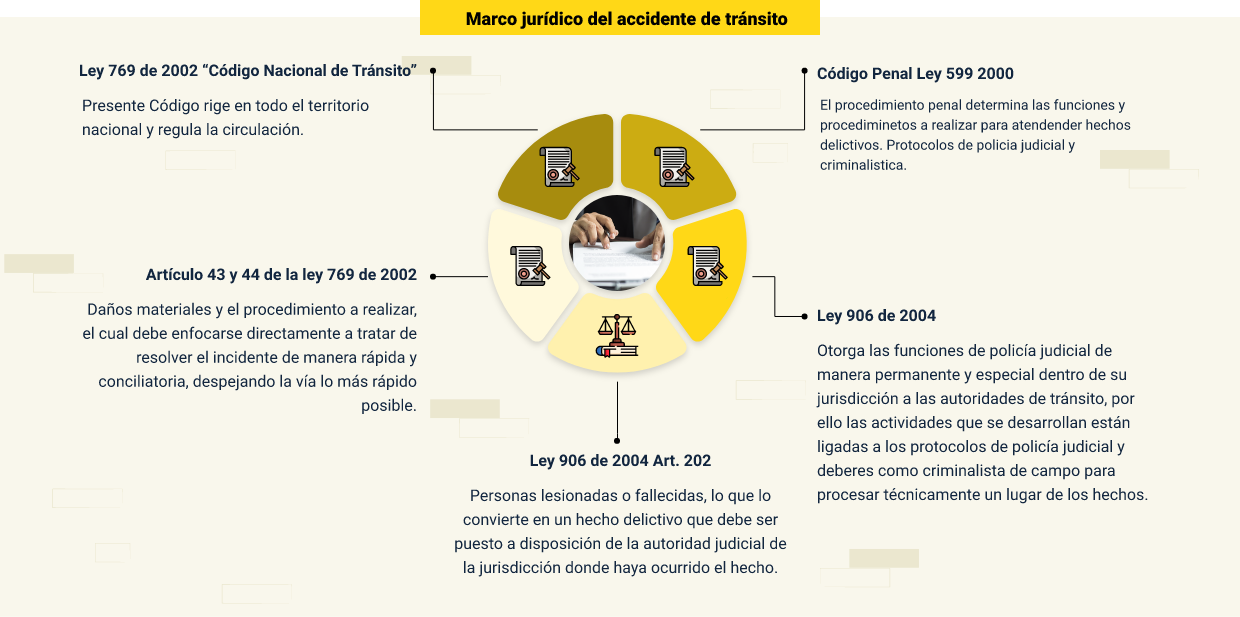 Marco jurídico del accidente de tránsito
Ley 769 de 2002 “Código Nacional de Tránsito”
Presente Código rige en todo el territorio
nacional y regula la circulación.
Código Penal Ley 599 2000
El procedimiento penal determina las funciones y
procediminetos a realizar para atendender hechos
delictivos. Protocolos de policia judicial y
criminalistica.
Artículo 43 y 44 de la ley 769 de 2002
Daños materiales y el procedimiento a realizar,
el cual debe enfocarse directamente a tratar de
resolver el incidente de manera rápida y
conciliatoria, despejando la vía lo más rápido
posible.
Ley 906 de 2004
Otorga las funciones de policía judicial de
manera permanente y especial dentro de su
jurisdicción a las autoridades de tránsito, por
ello las actividades que se desarrollan están
ligadas a los protocolos de policía judicial y
deberes como criminalista de campo para
procesar técnicamente un lugar de los hechos.
Ley 906 de 2004 Art. 202
Personas lesionadas o fallecidas, lo que lo
convierte en un hecho delictivo que debe ser
puesto a disposición de la autoridad judicial de
la jurisdicción donde haya ocurrido el hecho.